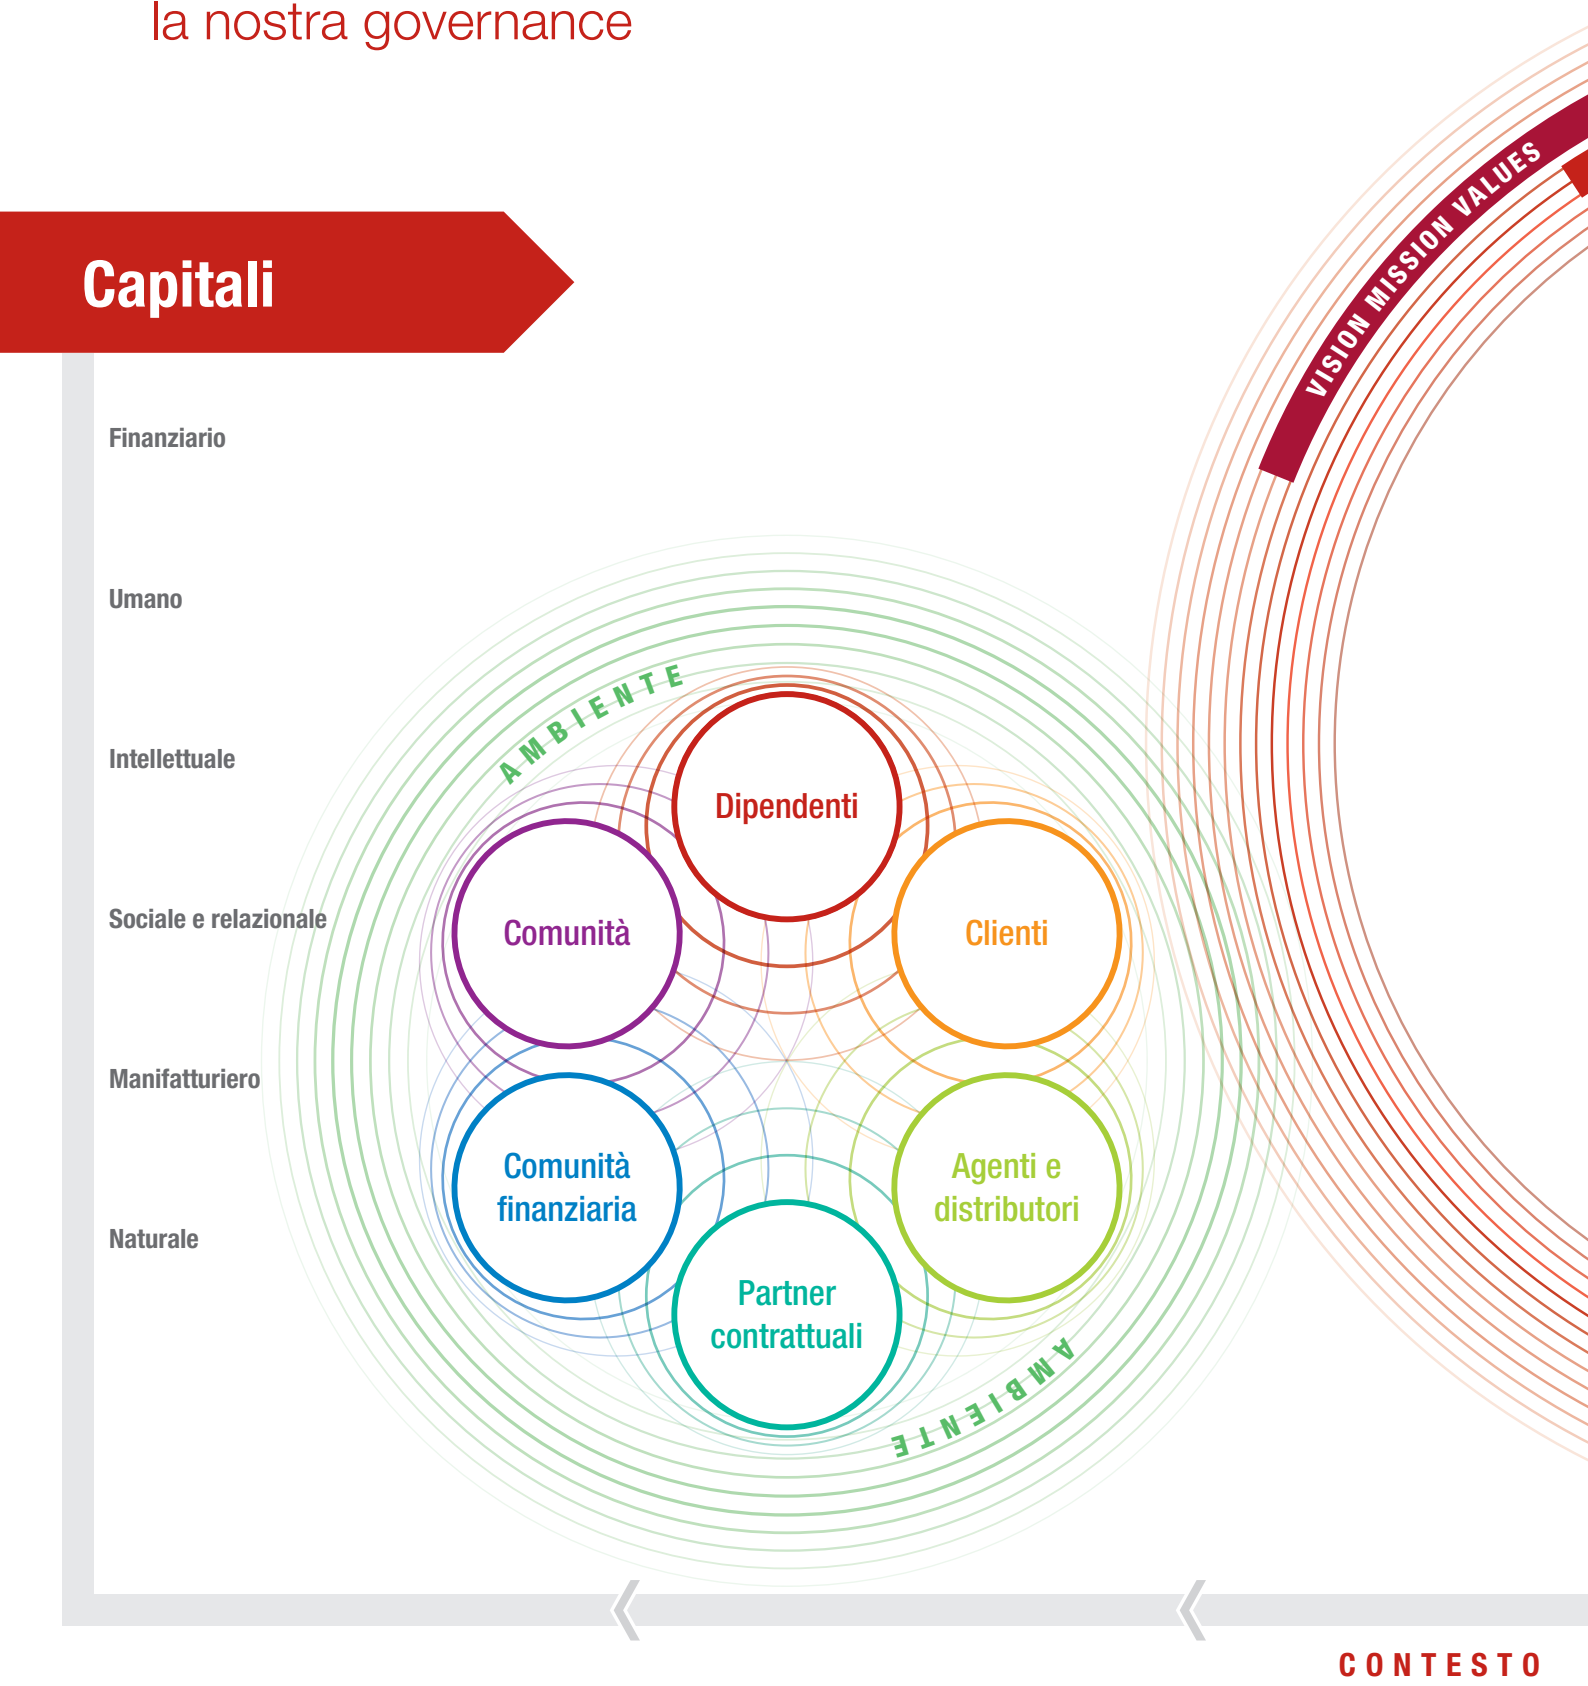 la nostra governance
VISION MISSION VALUES
Capitali
Finanziario
Umano
Intellettuale
Sociale e relazionale
Manifatturiero
Naturale
AMBIENTE
Dipendenti
Comunità
Clienti
Comunità
finanziaria
Agenti e
distributori
Partner
contrattuali
AMBIENTE
CONTESTO